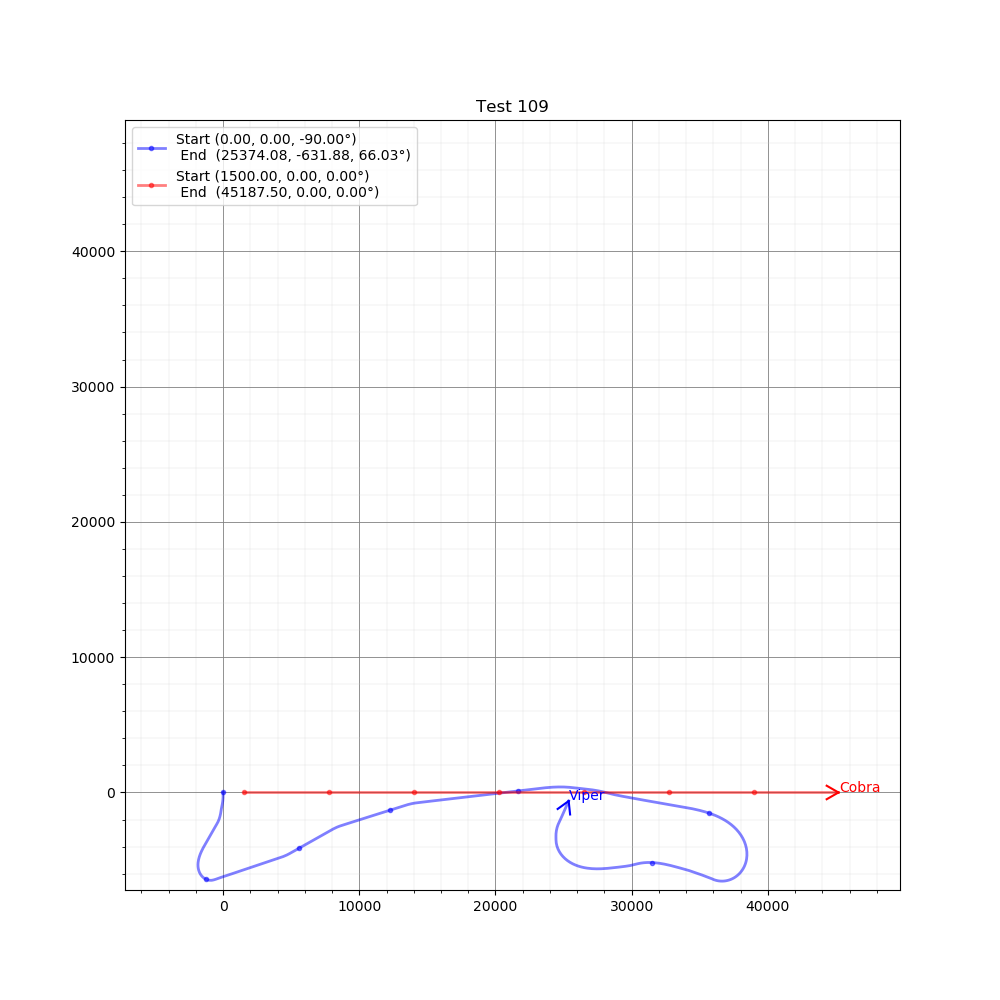 Test 109
Start (0.00, 0.00, -90.00°)
End (25374.08, -631.88, 66.03°)
Start (1500.00, 0.00, 0.00°)
End (45187.50, 0.00, 0.00°)
40000
30000
20000
10000
0
Cobra
Viper
0
10000
20000
30000
40000